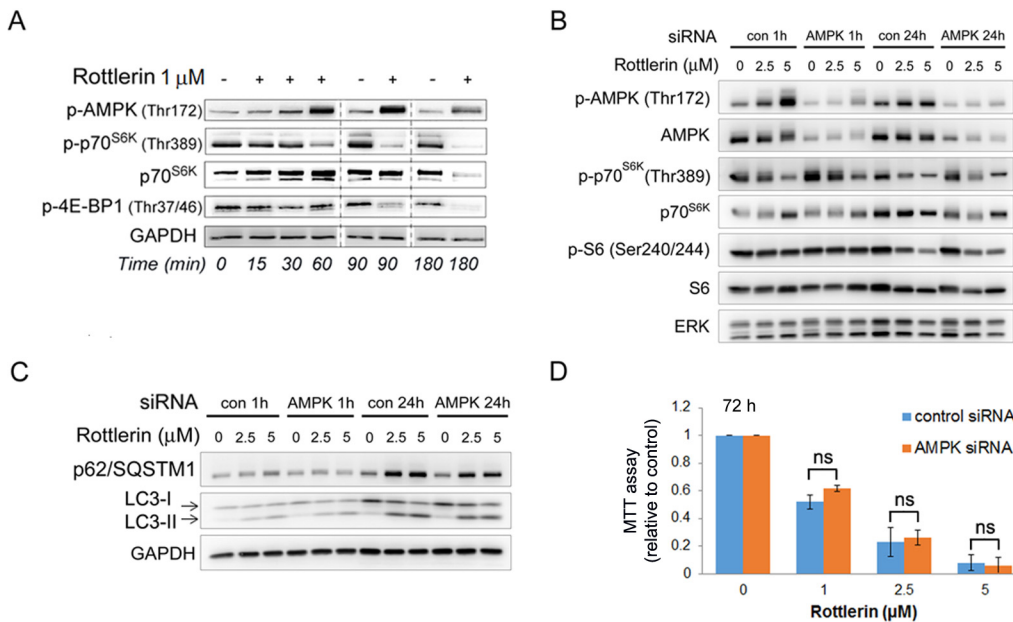 A
Rottlerin 1 μM - + + + - + - +
p-AMPK (Thr172)
p-p70S6K (Thr389)
p70S6K
p-4E-BP1 (Thr37/46)
GAPDH
Time (min) 0 15 30 60 90 90 180 180
B
siRNA con 1h AMPK 1h con 24h AMPK 24h
Rottlerin (μM) 0 2.5 5 0 2.5 5 0 2.5 5 0 2.5 5
p-AMPK (Thr172)
AMPK
p-p70S6K(Thr389)
p70S6K
p-S6 (Ser240/244)
S6
ERK
C
siRNA con 1h AMPK 1h con 24h AMPK 24h
Rottlerin (μM) 0 2.5 5 0 2.5 5 0 2.5 5 0 2.5 5
p62/SQSTM1
LC3-I
LC3-II
GAPDH
D
MTT assay
(relative to control)
1.2
1
0.8
0.6
0.4
0.2
0
72 h
ns
ns
ns
control siRNA
AMPK siRNA
0 1 2.5 5
Rottlerin (μM)